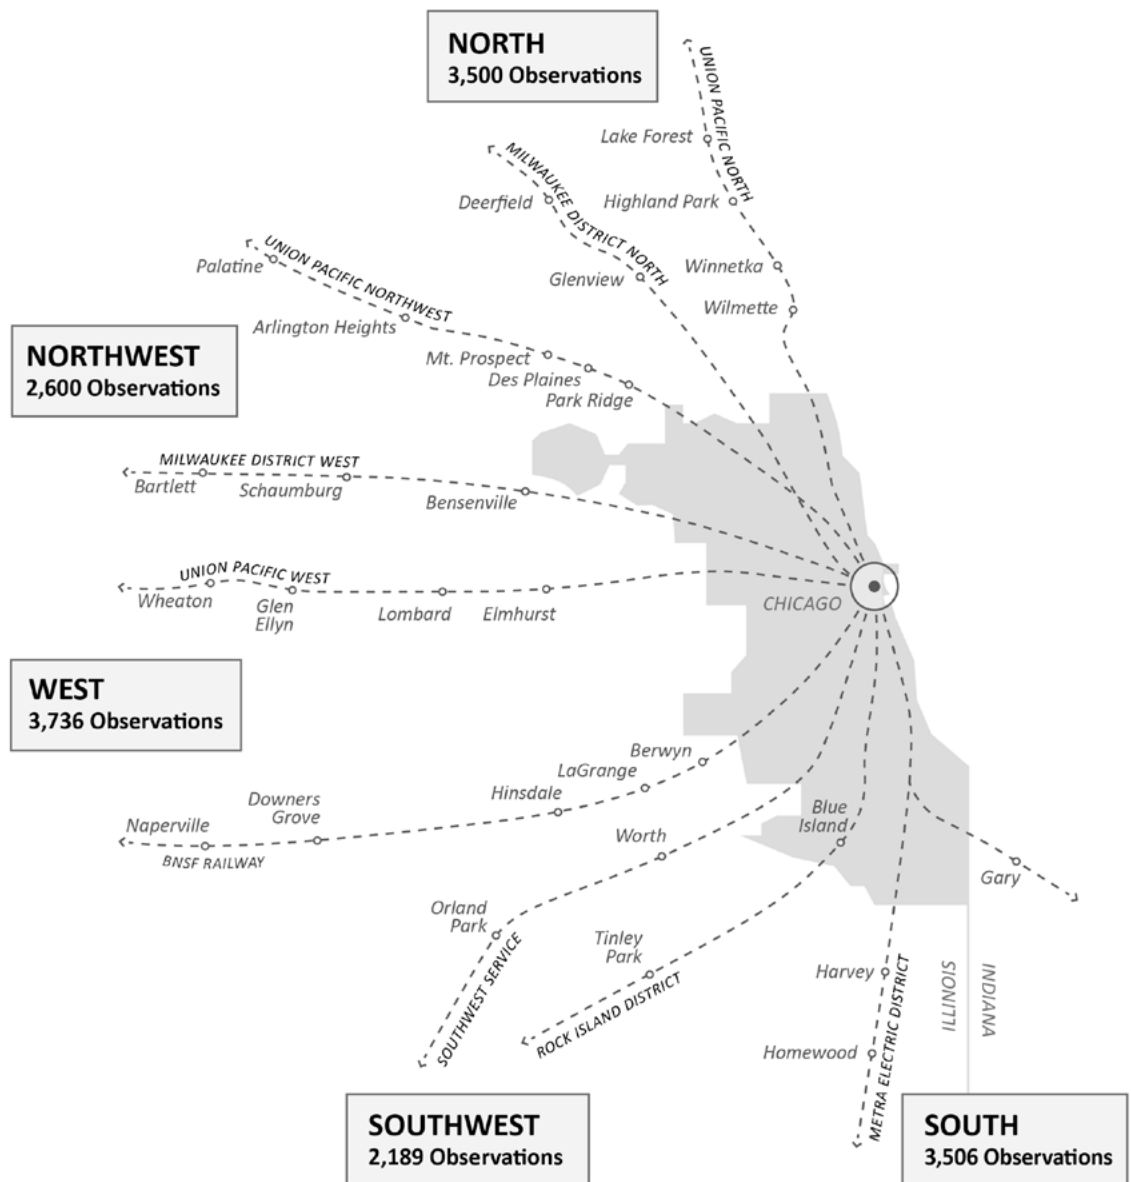 NORTH
3,500 Observations
UNION PACIFIC NORTH
Lake Forest
MILWAUKEE DISTRICT NORTH
Deerfield
Highland Park
UNION PACIFIC NORTHWEST
Palatine
Glenview
Winnetka
Wilmette
Arlington Heights
NORTHWEST
2,600 Observations
Mt. Prospect
Des Plaines
Park Ridge
MILWAUKEE DISTRICT WEST
Bartlett
Schaumburg
Bensenville
UNION PACIFIC WEST
Wheaton
Glen
Ellyn
Lombard
Elmhurst
CHICAGO
WEST
3,736 Observations
Berwyn
LaGrange
Hinsdale
Downers
Grove
Naperville
BNSF RAILWAY
Worth
Blue
Island
Gary
Orland
Park
SOUTHWEST SERVICE
Tinley
Park
ROCK ISLAND DISTRICT
Harvey
Homewood
METRA ELECTRIC DISTRICT
ILLINOIS
INDIANA
SOUTHWEST
2,189 Observations
SOUTH
3,506 Observations